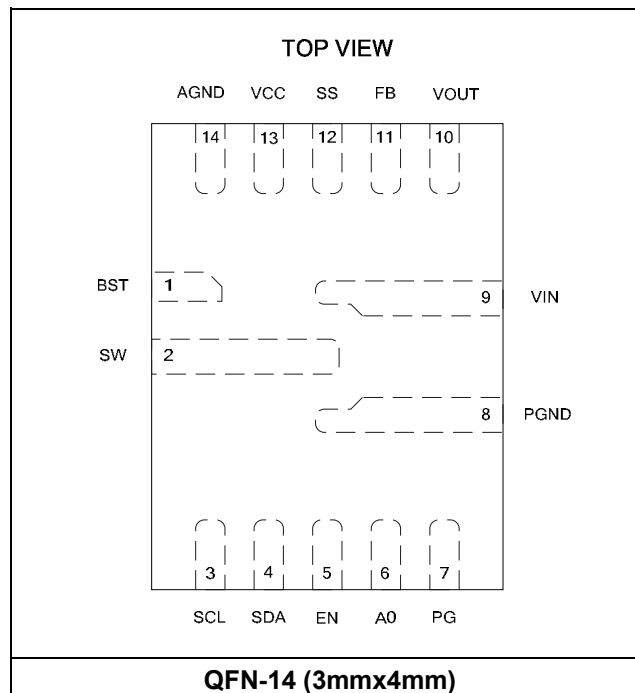 TOP VIEW
AGND VCC SS FB VOUT
14 13 12 11 10
BST 1
9 VIN
SW 2
8 PGND
3 4 5 6 7
SCL SDA EN A0 PG
QFN-14 (3mmx4mm)